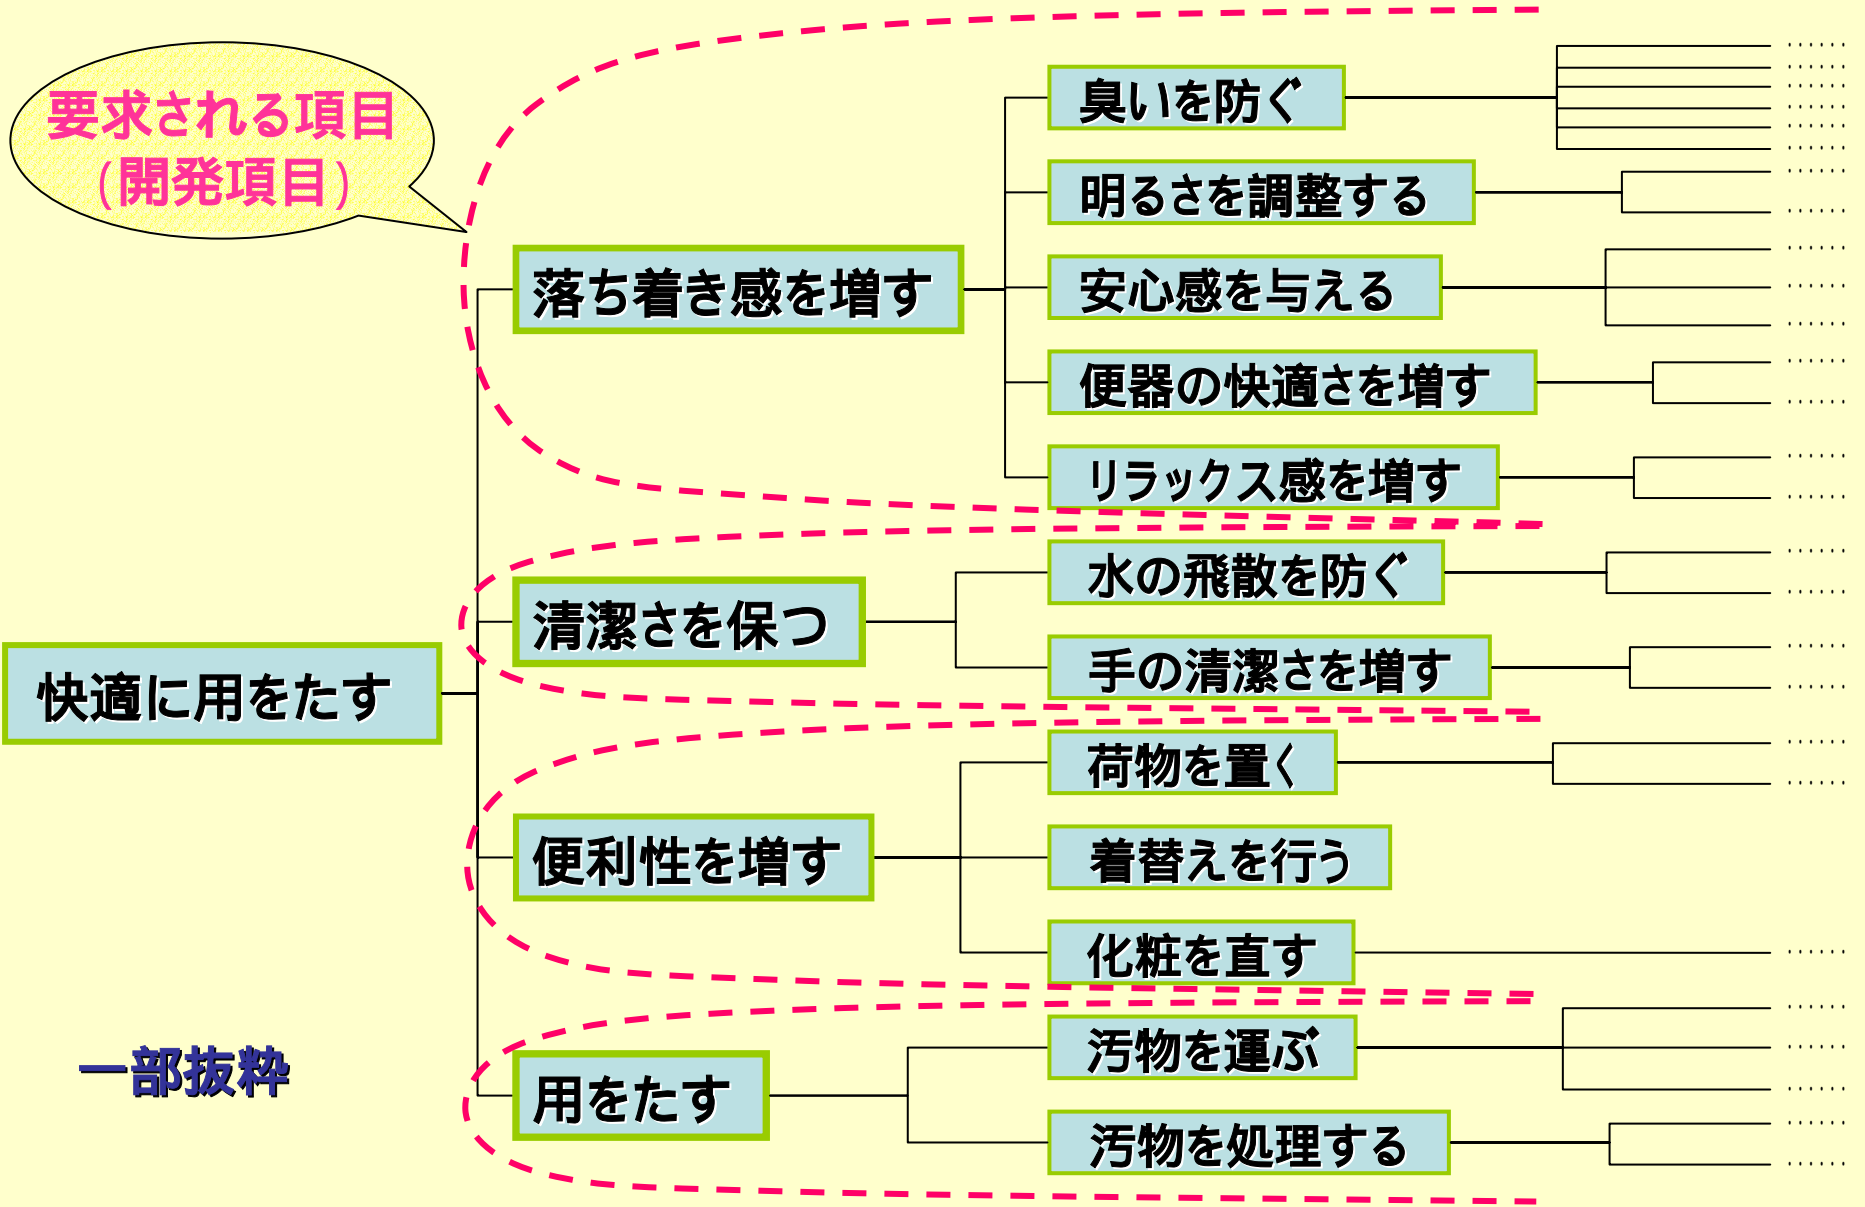 要求される項目
(開発項目)
快適に用をたす
落ち着き感を増す
臭いを防ぐ
明るさを調整する
安心感を与える
便器の快適さを増す
リラックス感を増す
清潔さを保つ
水の飛散を防ぐ
手の清潔さを増す
便利性を増す
荷物を置く
着替えを行う
化粧を直す
用をたす
汚物を運ぶ
汚物を処理する
一部抜粋